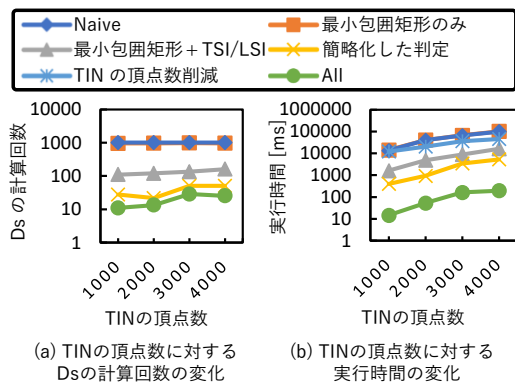 Naive 最小包囲矩形のみ
最小包囲矩形+TSI/LSI 簡略化した判定
TIN の頂点数削減 All
Ds の計算回数
10000
1000
100
10
1
1000 2000 3000 4000
TINの頂点数
(a) TINの頂点数に対する
Dsの計算回数の変化
実行時間 [ms]
1000000
100000
10000
1000
100
10
1
1000 2000 3000 4000
TINの頂点数
(b) TINの頂点数に対する
実行時間の変化